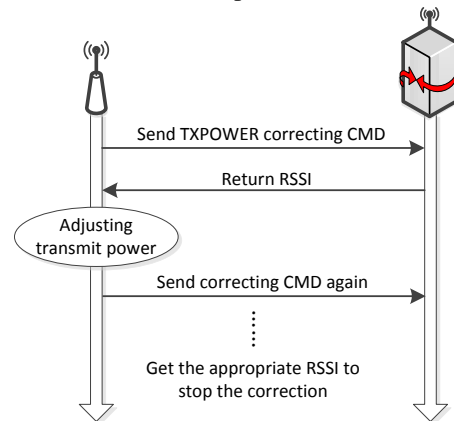 Send TXPOWER correcting CMD
Return RSSI
Adjusting
transmit power
Send correcting CMD again
Get the appropriate RSSI to
stop the correction